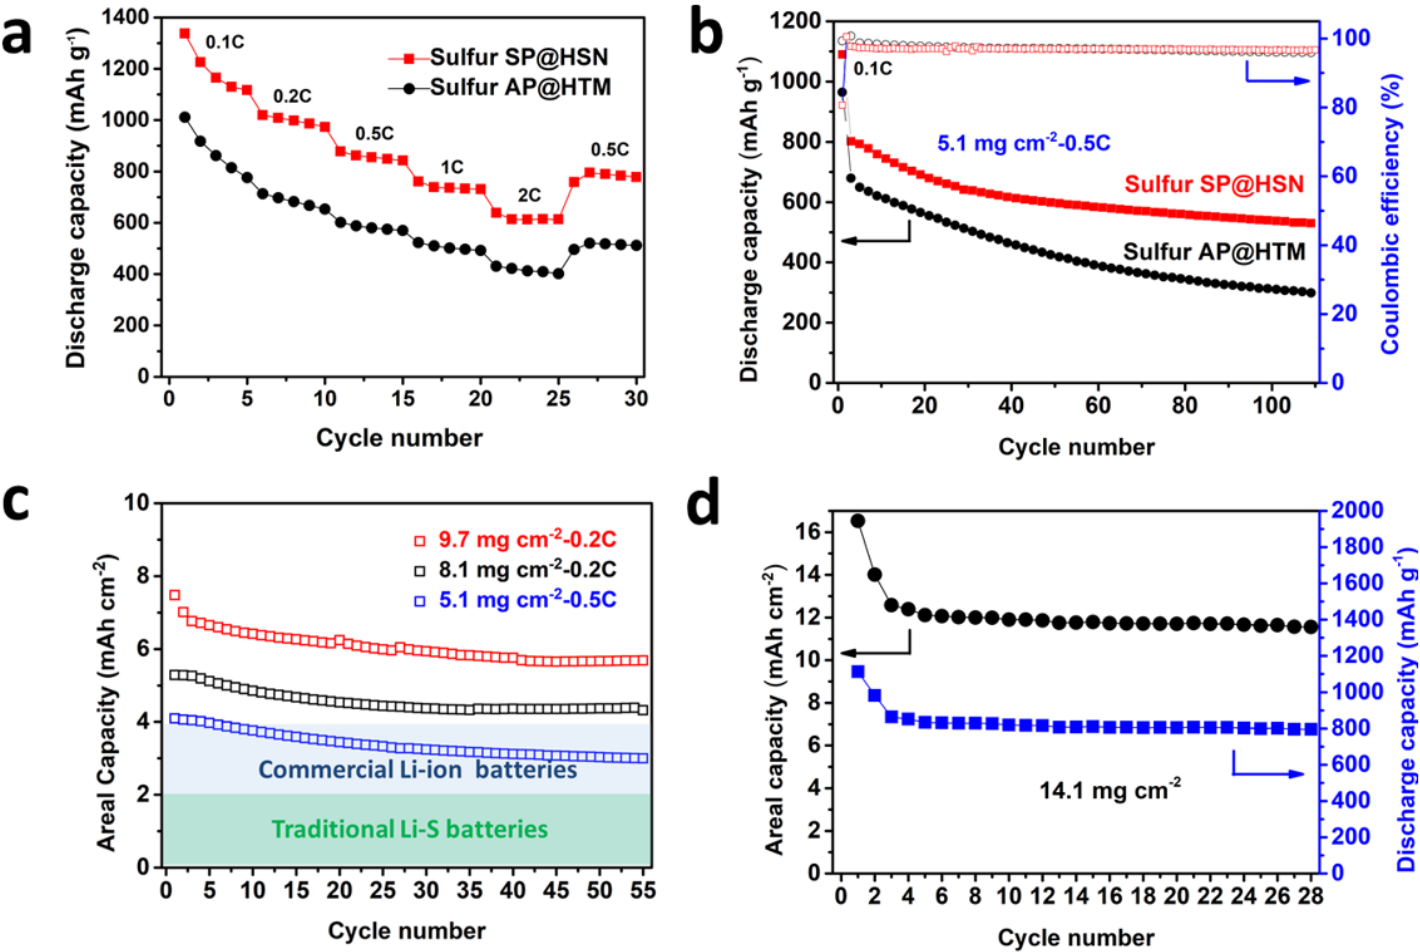 a
Discharge capacity (mAh g⁻¹)
1400
1200
1000
800
600
400
200
0
0.1C
0.2C
0.5C
1C
2C
0.5C
Sulfur SP@HSN
Sulfur AP@HTM
0 5 10 15 20 25 30
Cycle number
b
Discharge capacity (mAh g⁻¹)
1200
1000
800
600
400
200
0
0.1C
5.1 mg cm⁻²-0.5C
Sulfur SP@HSN
Sulfur AP@HTM
100
80
60
40
20
0
Coulombic efficiency (%)
0 20 40 60 80 100
Cycle number
c
Areal Capacity (mAh cm⁻²)
10
8
6
4
2
0
9.7 mg cm⁻²-0.2C
8.1 mg cm⁻²-0.2C
5.1 mg cm⁻²-0.5C
Commercial Li-ion batteries
Traditional Li-S batteries
0 5 10 15 20 25 30 35 40 45 50 55
Cycle number
d
Areal capacity (mAh cm⁻²)
16
14
12
10
8
6
4
2
0
14.1 mg cm⁻²
2000
1800
1600
1400
1200
1000
800
600
400
200
0
Discharge capacity (mAh g⁻¹)
0 2 4 6 8 10 12 14 16 18 20 22 24 26 28
Cycle number